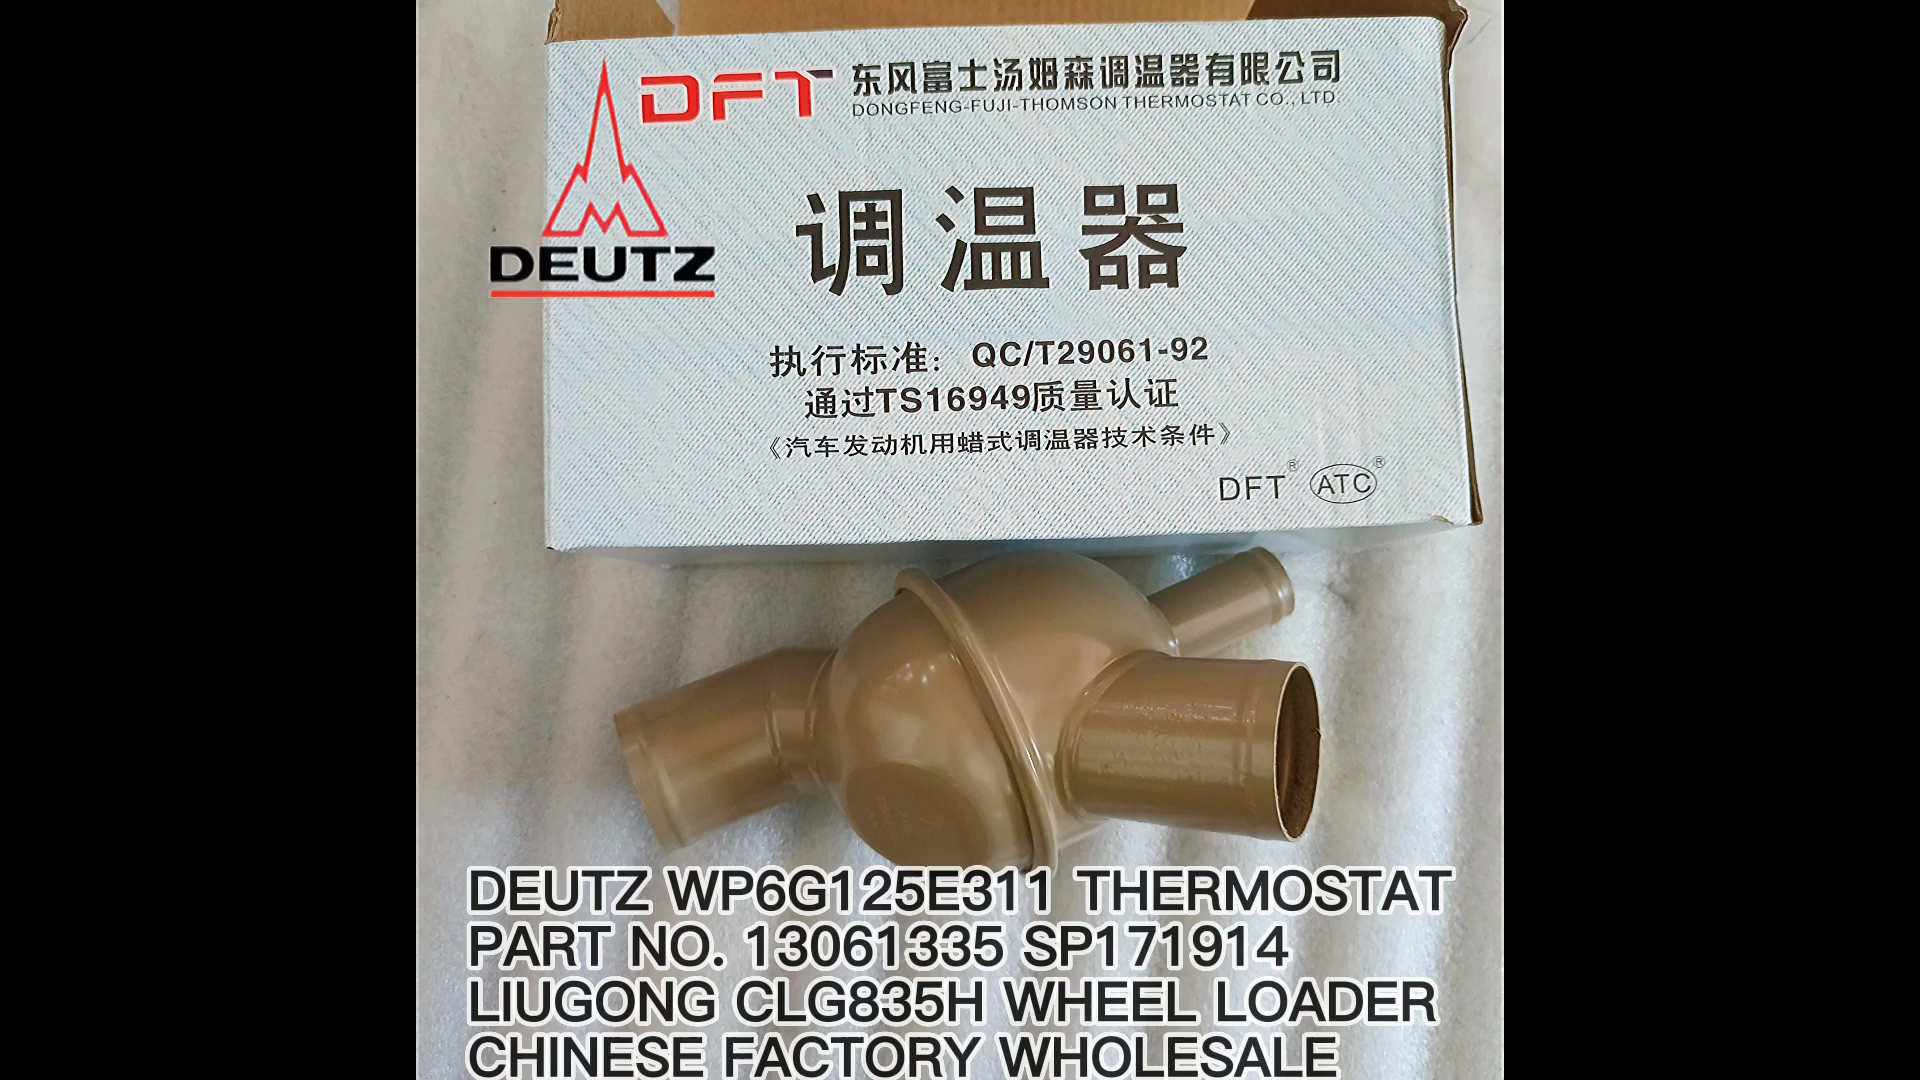 DFT 东风富士汤姆森调温器有限公司
DONGFENG-FUJI-THOMSON THERMOSTAT CO., LTD.
DEUTZ
调温器
执行标准: QC/T29061-92
通过TS16949质量认证
《汽车发动机用蜡式调温器技术条件》
DFT® ATC®
DEUTZ WP6G125E311 THERMOSTAT
PART NO. 13061335 SP171914
LIUGONG CLG835H WHEEL LOADER
CHINESE FACTORY WHOLESALE